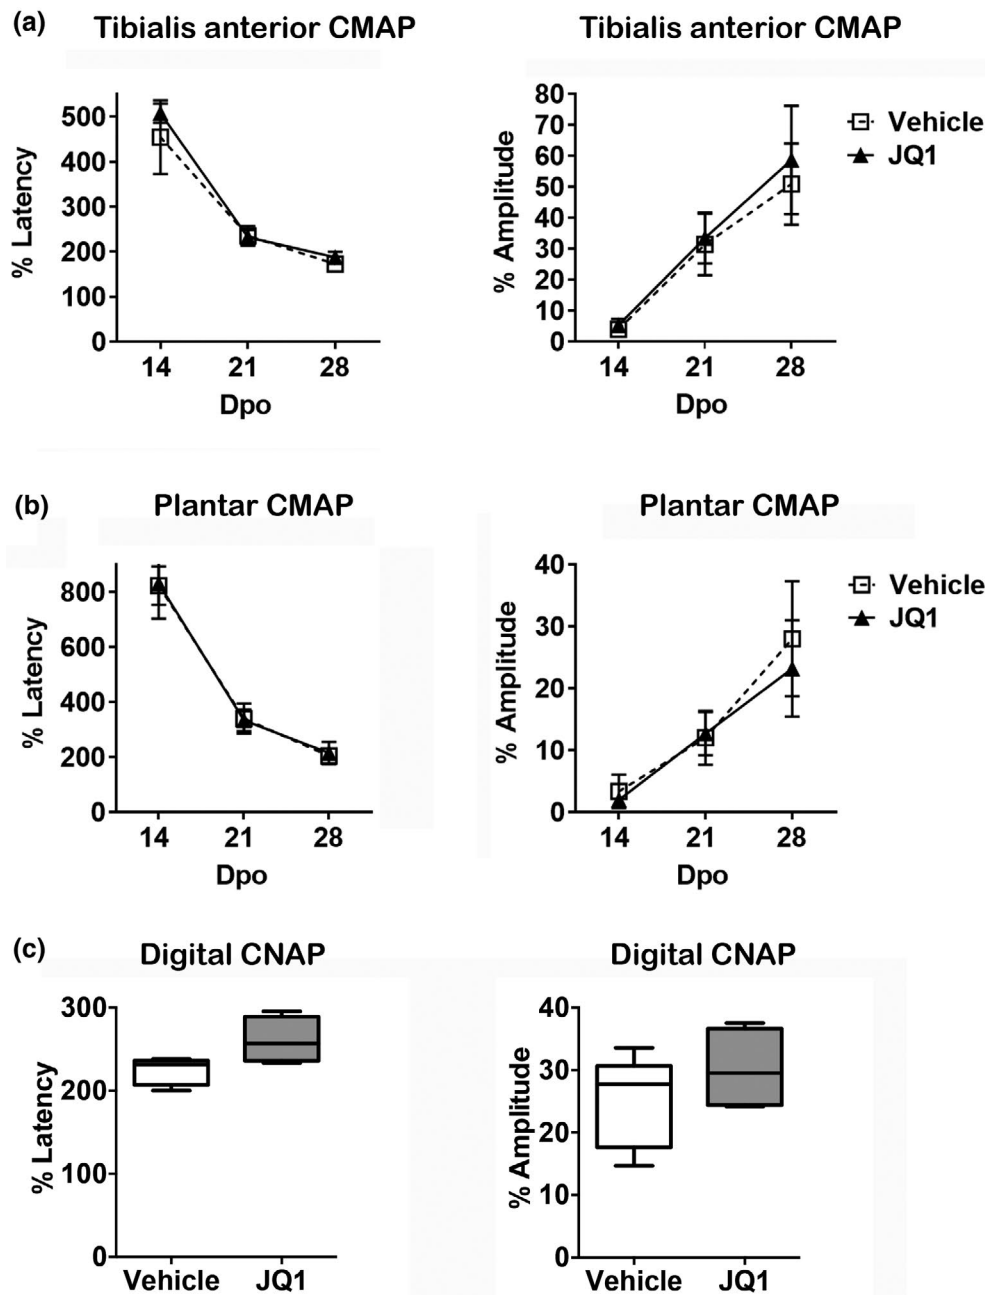 (a) Tibialis anterior CMAP Tibialis anterior CMAP
% Latency
500
400
300
200
100
0
14 21 28
Dpo
% Amplitude
80
70
60
50
40
30
20
10
0
14 21 28
Dpo
Vehicle
JQ1
(b) Plantar CMAP Plantar CMAP
% Latency
800
600
400
200
0
14 21 28
Dpo
% Amplitude
40
30
20
10
0
14 21 28
Dpo
Vehicle
JQ1
(c) Digital CNAP Digital CNAP
% Latency
300
200
100
0
Vehicle JQ1
% Amplitude
40
30
20
10
0
Vehicle JQ1